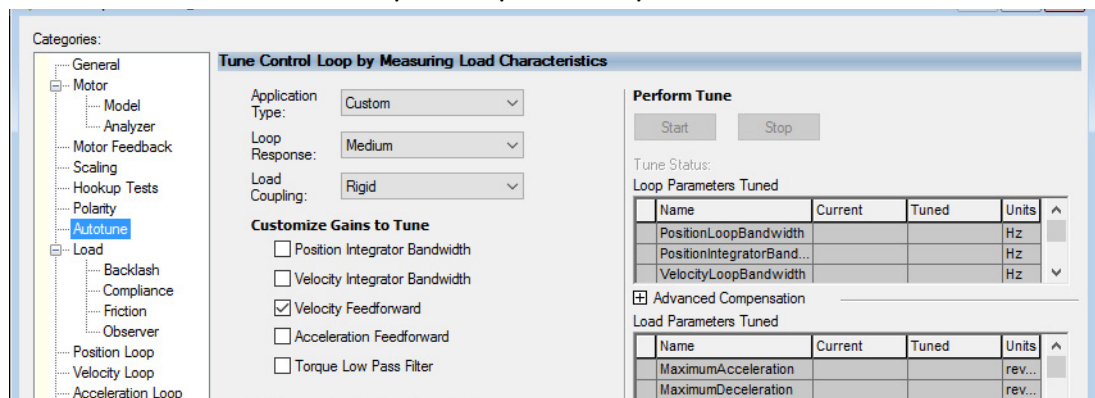 Categories:
General
Motor
Model
Analyzer
Motor Feedback
Scaling
Hookup Tests
Polarity
Autotune
Load
Backlash
Compliance
Friction
Observer
Position Loop
Velocity Loop
Acceleration Loop
Tune Control Loop by Measuring Load Characteristics
Application Type: Custom
Loop Response: Medium
Load Coupling: Rigid
Customize Gains to Tune
Position Integrator Bandwidth
Velocity Integrator Bandwidth
Velocity Feedforward
Acceleration Feedforward
Torque Low Pass Filter
Perform Tune
Start Stop
Tune Status:
Loop Parameters Tuned
Name Current Tuned Units
PositionLoopBandwidth Hz
PositionIntegratorBand... Hz
VelocityLoopBandwidth Hz
Advanced Compensation
Load Parameters Tuned
Name Current Tuned Units
MaximumAcceleration rev...
MaximumDeceleration rev...